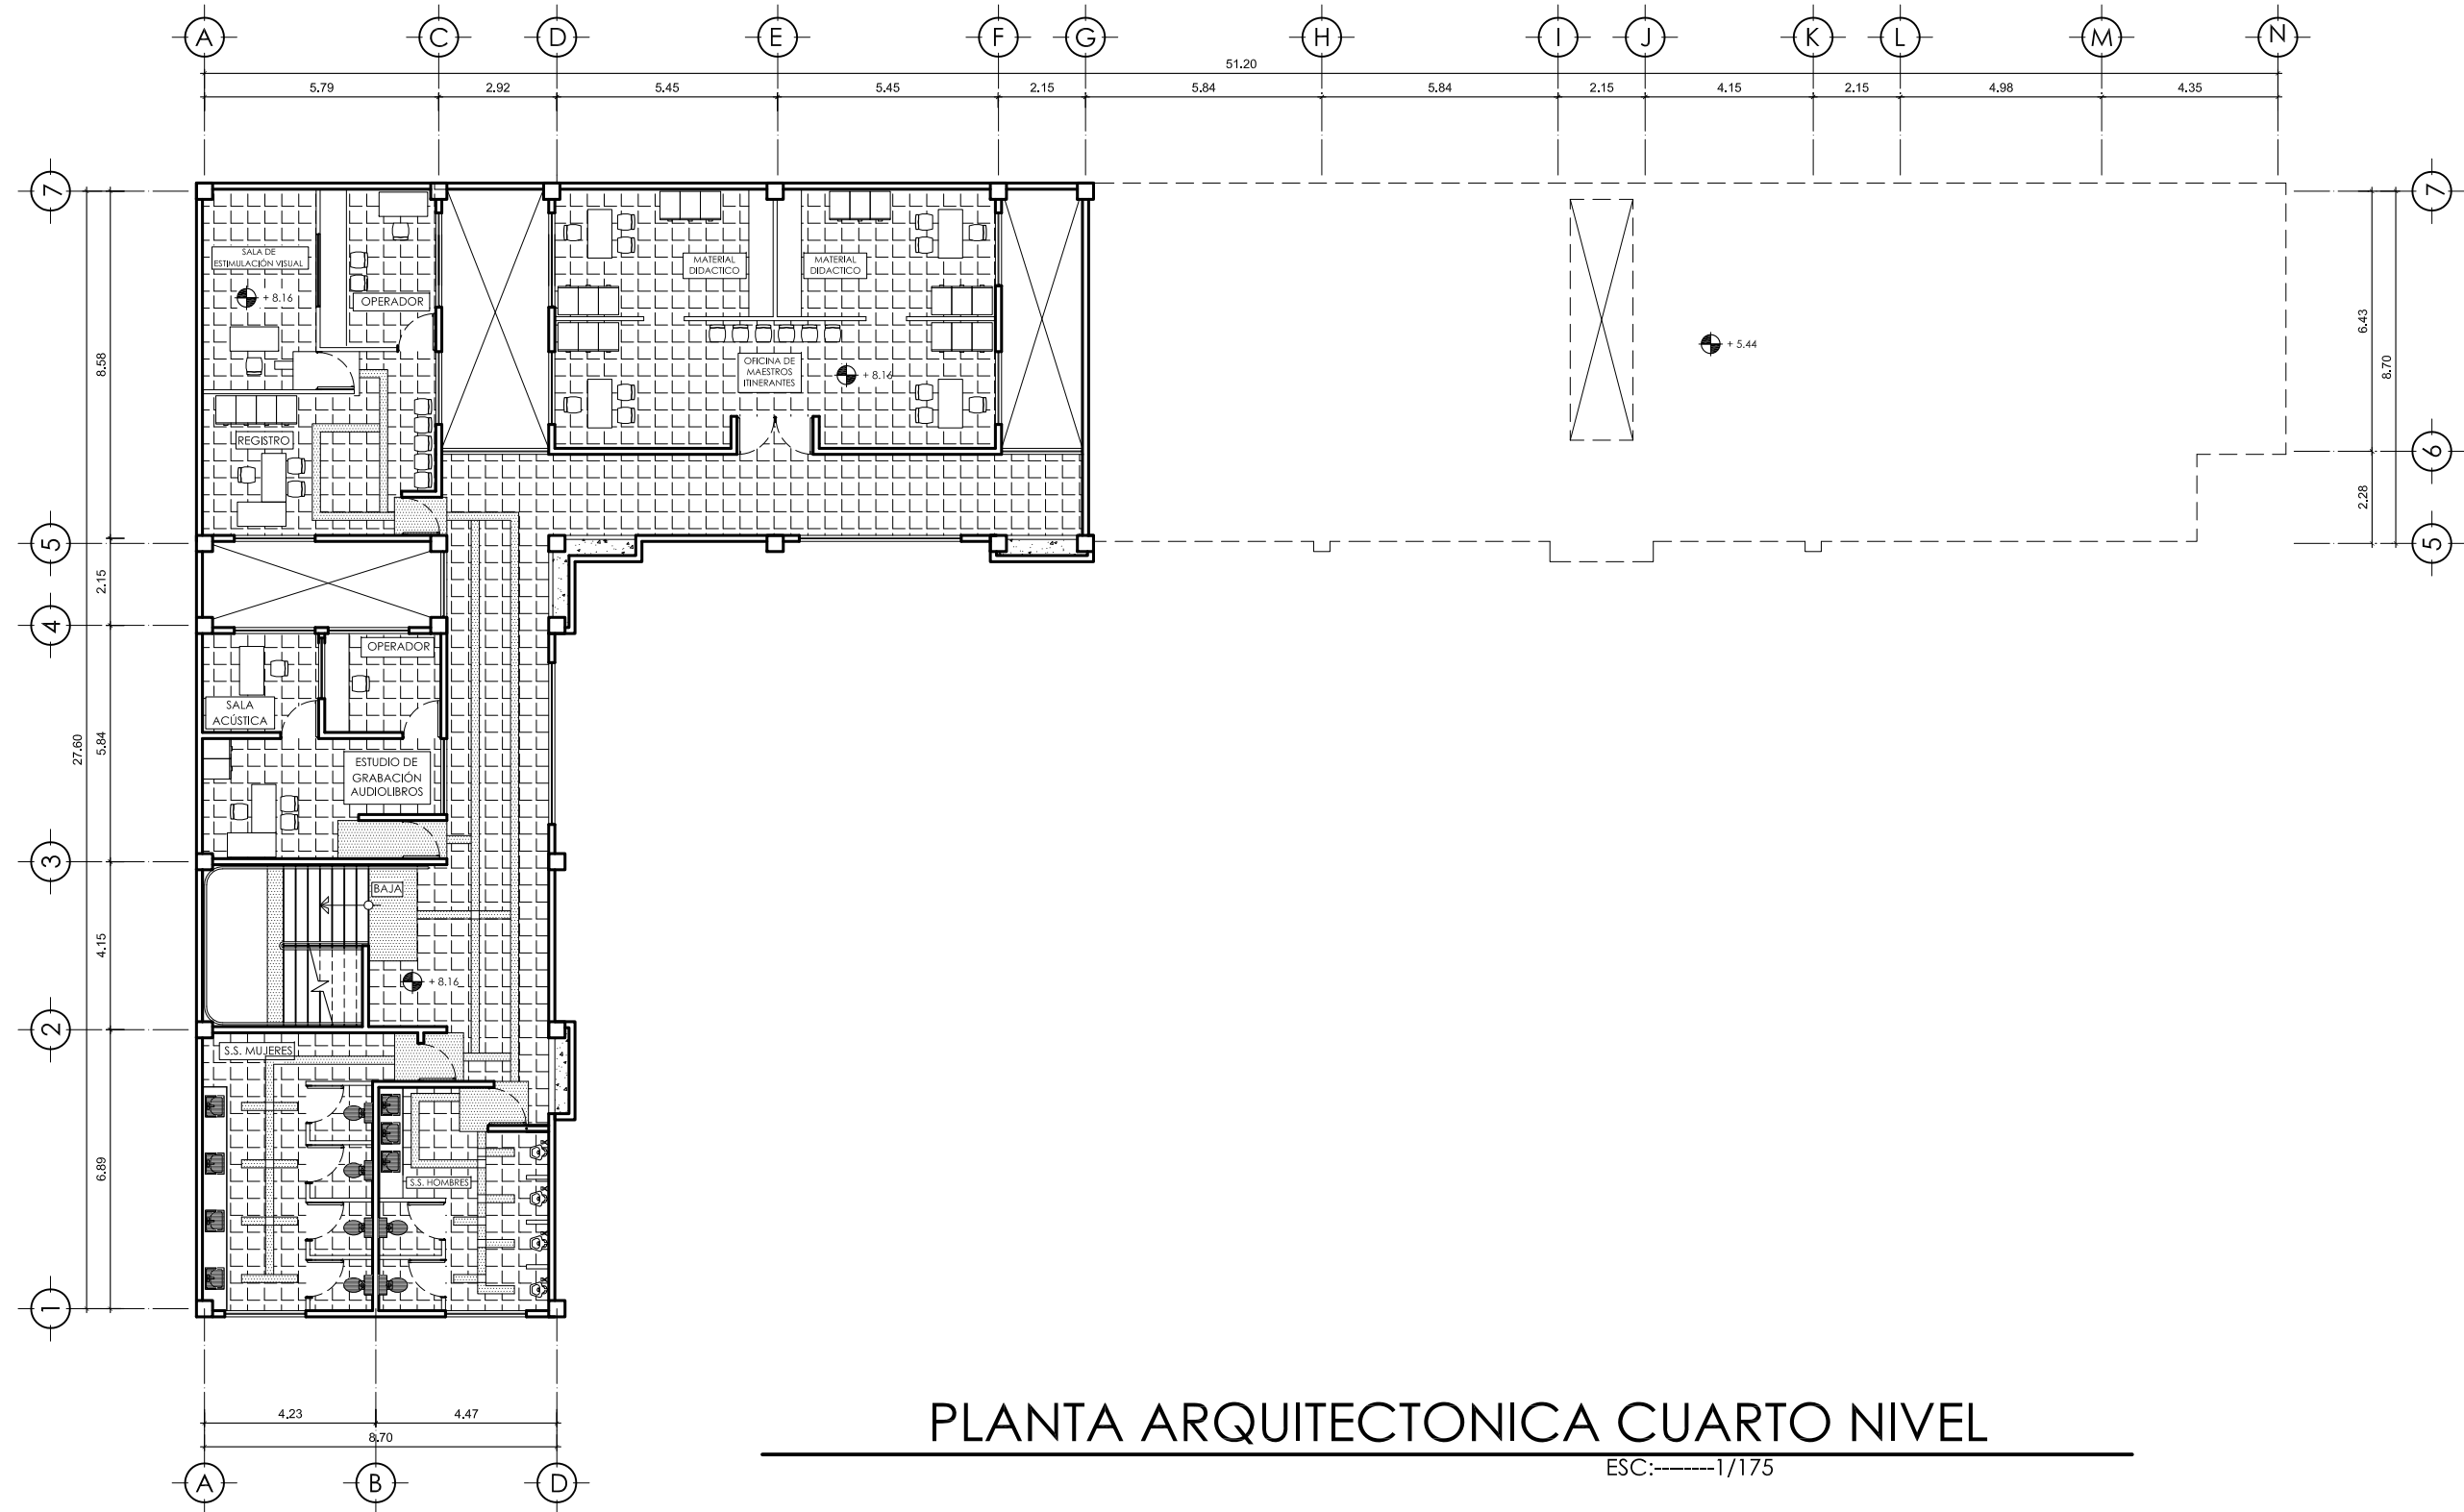 A C D E F G H I J K L M N
51.20
5.79 2.92 5.45 5.45 2.15 5.84 5.84 2.15 4.15 2.15 4.98 4.35
7
7
SALA DE
ESTIMULACIÓN VISUAL
+ 8.16
OPERADOR
MATERIAL
DIDACTICO
MATERIAL
DIDACTICO
+ 5.44
6.43
8.70
8.58
OFICINA DE
MAESTROS
ITINERANTES
+ 8.16
REGISTRO
6
2.28
5
5
2.15
4
OPERADOR
SALA
ACÚSTICA
27.60
5.84
ESTUDIO DE
GRABACIÓN
AUDIOLIBROS
3
BAJA
4.15
+ 8.16
2
S.S. MUJERES
6.89
S.S. HOMBRES
1
4.23 4.47
8.70
A B D
PLANTA ARQUITECTONICA CUARTO NIVEL
ESC:--------1/175